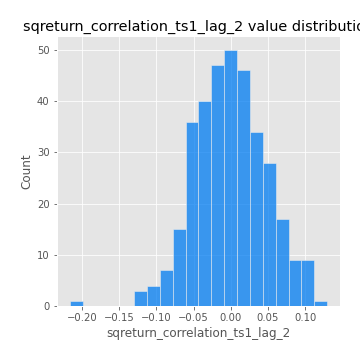 sqreturn_correlation_ts1_lag_2 value distributio
50
40
30
20
10
0
Count
−0.20 −0.15 −0.10 −0.05 0.00 0.05 0.10
sqreturn_correlation_ts1_lag_2